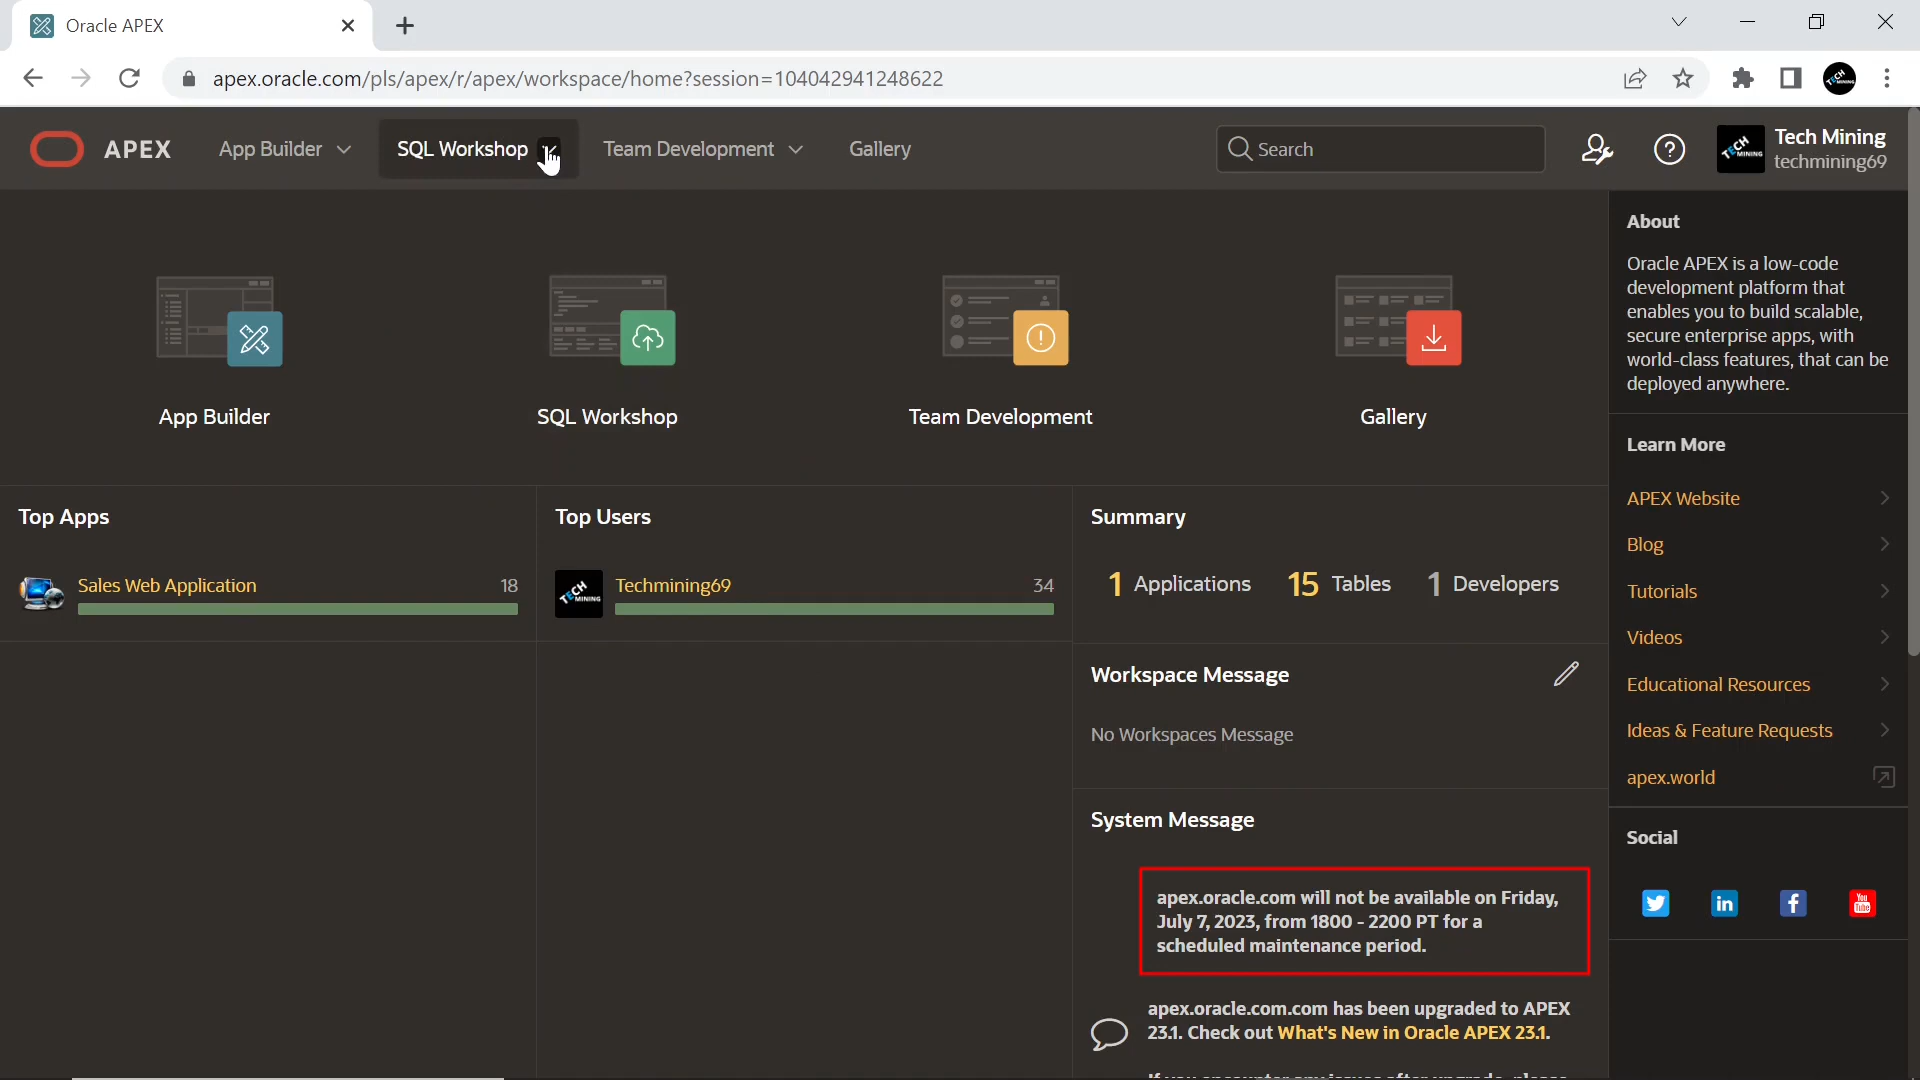 Oracle APEX
apex.oracle.com/pls/apex/r/apex/workspace/home?session=104042941248622
APEX
App Builder
SQL Workshop
Team Development
Gallery
Search
TECH MINING
Tech Mining
techmining69
App Builder
SQL Workshop
Team Development
Gallery
Top Apps
Sales Web Application 18
Top Users
TECH MINING
Techmining69 34
Summary
1 Applications 15 Tables 1 Developers
Workspace Message
No Workspaces Message
System Message
apex.oracle.com will not be available on Friday,
July 7, 2023, from 1800 - 2200 PT for a
scheduled maintenance period.
apex.oracle.com.com has been upgraded to APEX
23.1. Check out What's New in Oracle APEX 23.1.
About
Oracle APEX is a low-code
development platform that
enables you to build scalable,
secure enterprise apps, with
world-class features, that can be
deployed anywhere.
Learn More
APEX Website
Blog
Tutorials
Videos
Educational Resources
Ideas & Feature Requests
apex.world
Social